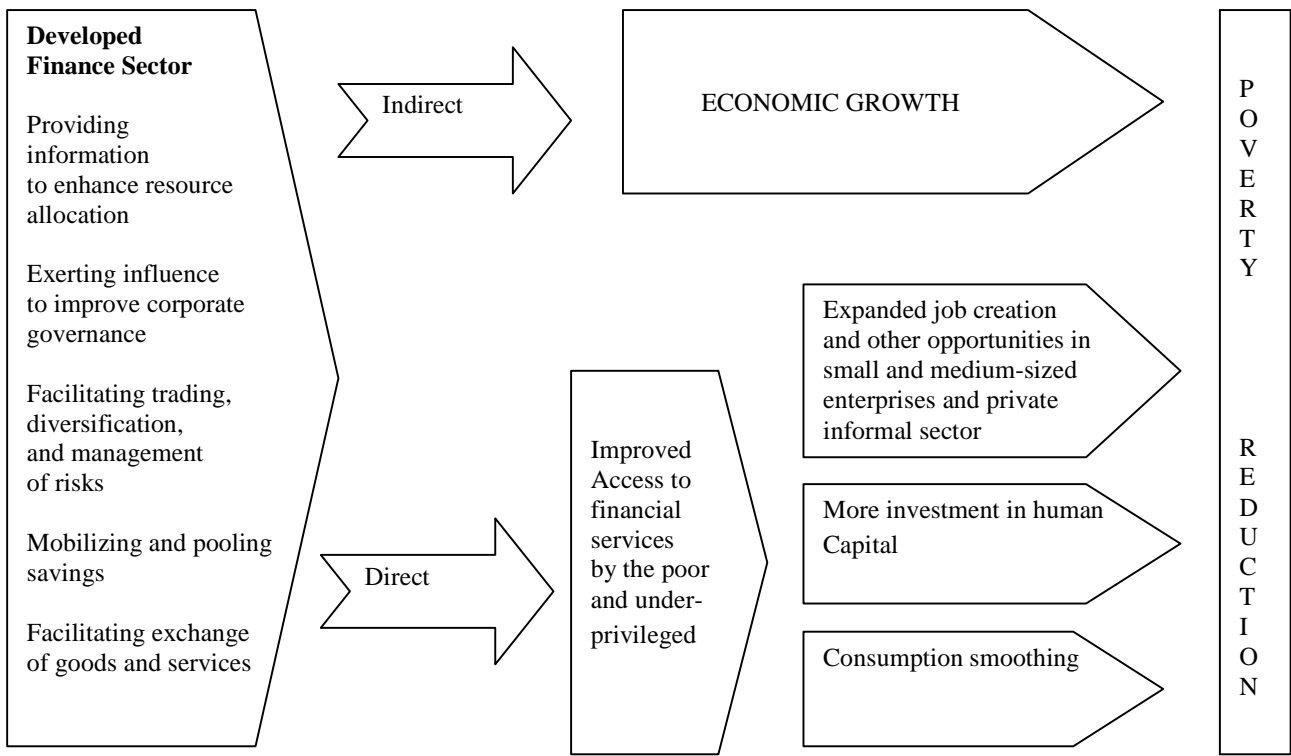 Developed
Finance Sector
Providing
information
to enhance resource
allocation
Exerting influence
to improve corporate
governance
Facilitating trading,
diversification,
and management
of risks
Mobilizing and pooling
savings
Facilitating exchange
of goods and services
Indirect
ECONOMIC GROWTH
Direct
Improved
Access to
financial
services
by the poor
and under-
privileged
Expanded job creation
and other opportunities in
small and medium-sized
enterprises and private
informal sector
More investment in human
Capital
Consumption smoothing
P
O
V
E
R
T
Y
R
E
D
U
C
T
I
O
N